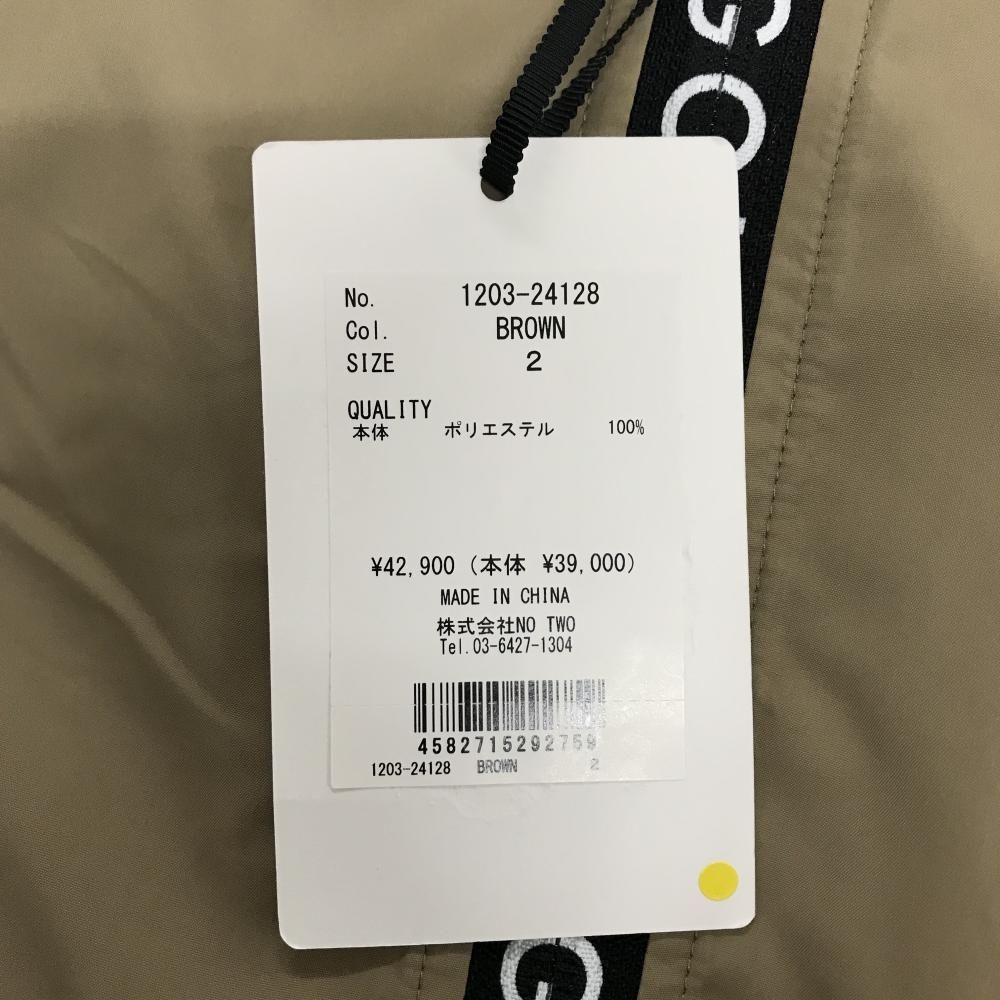 GO
No. 1203-24128
Col. BROWN
SIZE 2
QUALITY
本体 ポリエステル 100%
¥42,900 (本体 ¥39,000)
MADE IN CHINA
株式会社NO TWO
Tel.03-6427-1304
4582715292759
1203-24128 BROWN 2
G